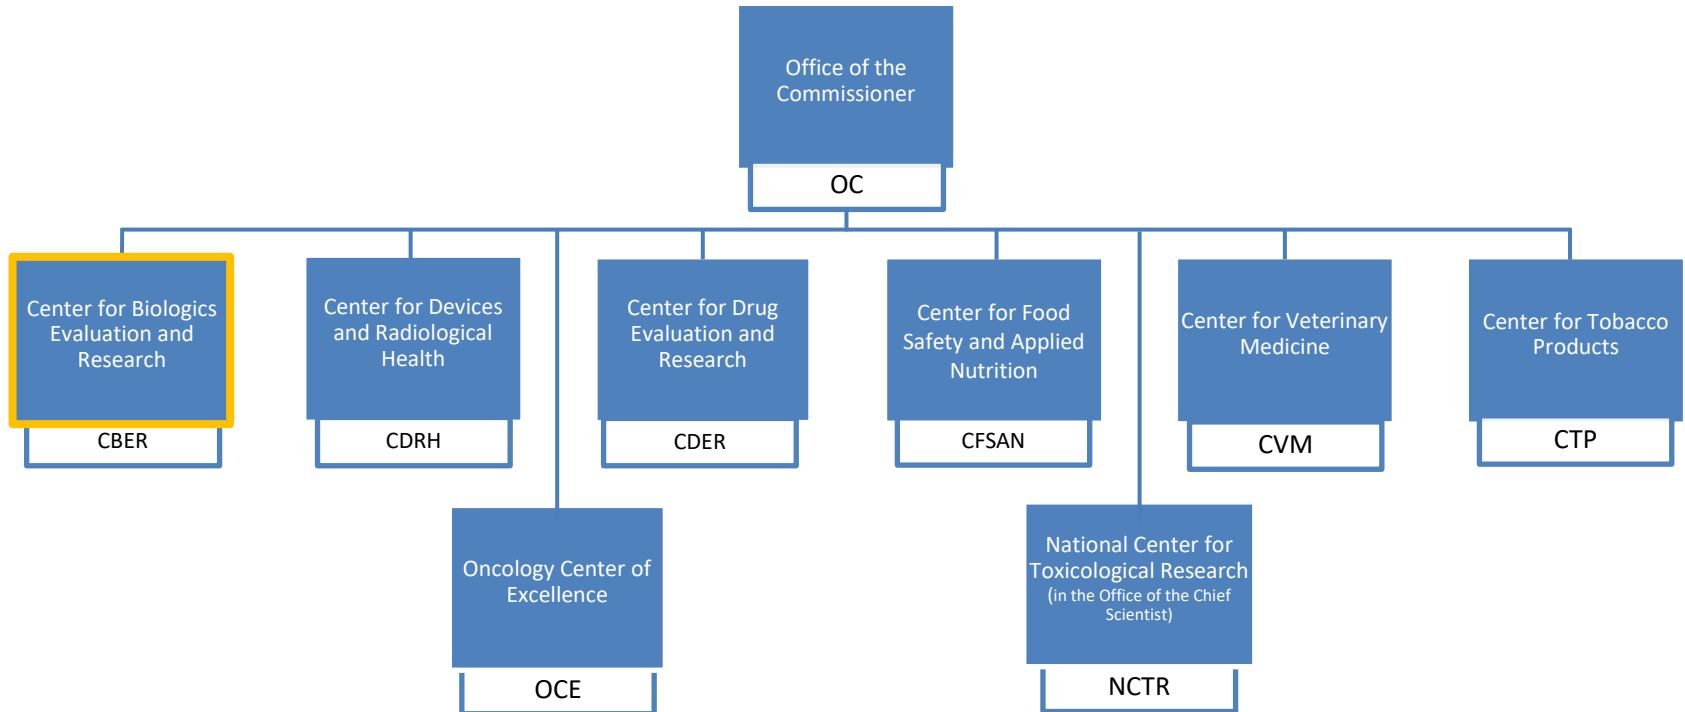 Office of the
Commissioner
OC
Center for Biologics
Evaluation and
Research
CBER
Center for Devices
and Radiological
Health
CDRH
Center for Drug
Evaluation and
Research
CDER
Center for Food
Safety and Applied
Nutrition
CFSAN
Center for Veterinary
Medicine
CVM
Center for Tobacco
Products
CTP
Oncology Center of
Excellence
OCE
National Center for
Toxicological Research
(in the Office of the Chief
Scientist)
NCTR